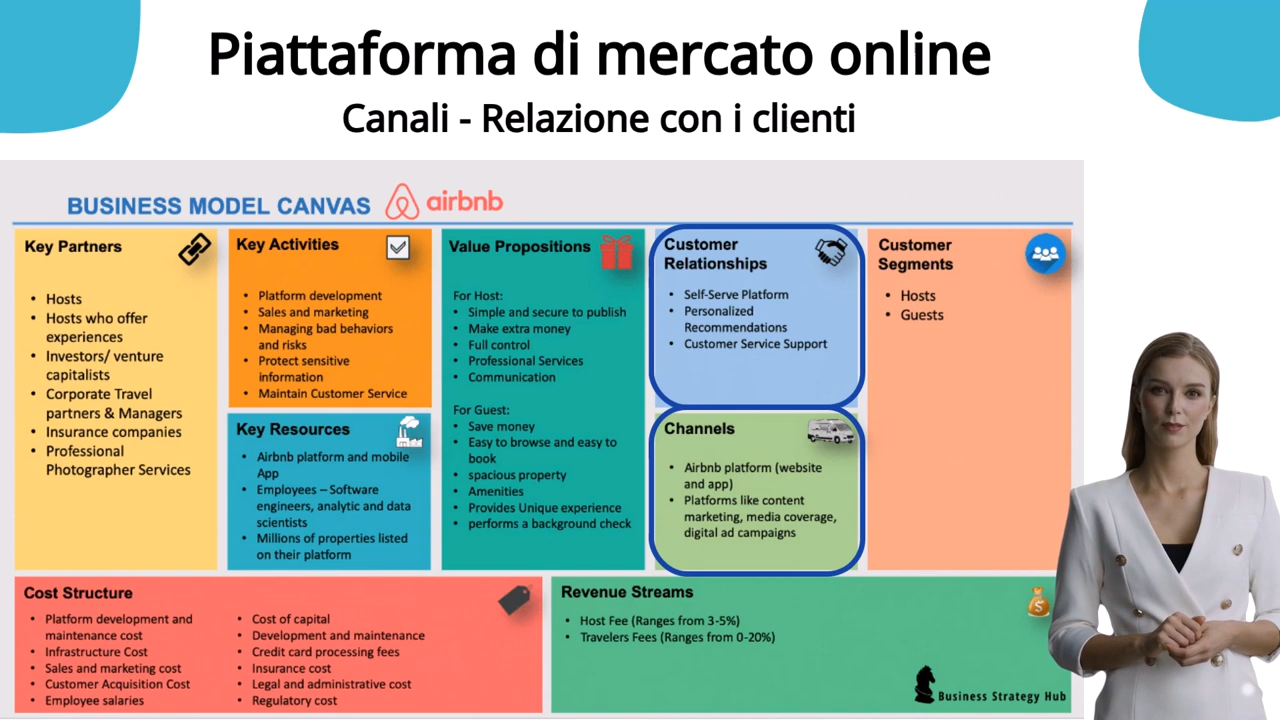 Piattaforma di mercato online
Canali - Relazione con i clienti
BUSINESS MODEL CANVAS
airbnb
Key Partners
• Hosts
• Hosts who offer
experiences
• Investors/ venture
capitalists
• Corporate Travel
partners & Managers
• Insurance companies
• Professional
Photographer Services
Key Activities
• Platform development
• Sales and marketing
• Managing bad behaviors
and risks
• Protect sensitive
information
• Maintain Customer Service
Key Resources
• Airbnb platform and mobile
App
• Employees – Software
engineers, analytic and data
scientists
• Millions of properties listed
on their platform
Value Propositions
For Host:
• Simple and secure to publish
• Make extra money
• Full control
• Professional Services
• Communication
For Guest:
• Save money
• Easy to browse and easy to
book
• spacious property
• Amenities
• Provides Unique experience
• performs a background check
Customer
Relationships
• Self-Serve Platform
• Personalized
Recommendations
• Customer Service Support
Channels
• Airbnb platform (website
and app)
• Platforms like content
marketing, media coverage,
digital ad campaigns
Customer
Segments
• Hosts
• Guests
Cost Structure
• Platform development and
maintenance cost
• Infrastructure Cost
• Sales and marketing cost
• Customer Acquisition Cost
• Employee salaries
• Cost of capital
• Development and maintenance
• Credit card processing fees
• Insurance cost
• Legal and administrative cost
• Regulatory cost
Revenue Streams
• Host Fee (Ranges from 3-5%)
• Travelers Fees (Ranges from 0-20%)
$
Business Strategy Hub